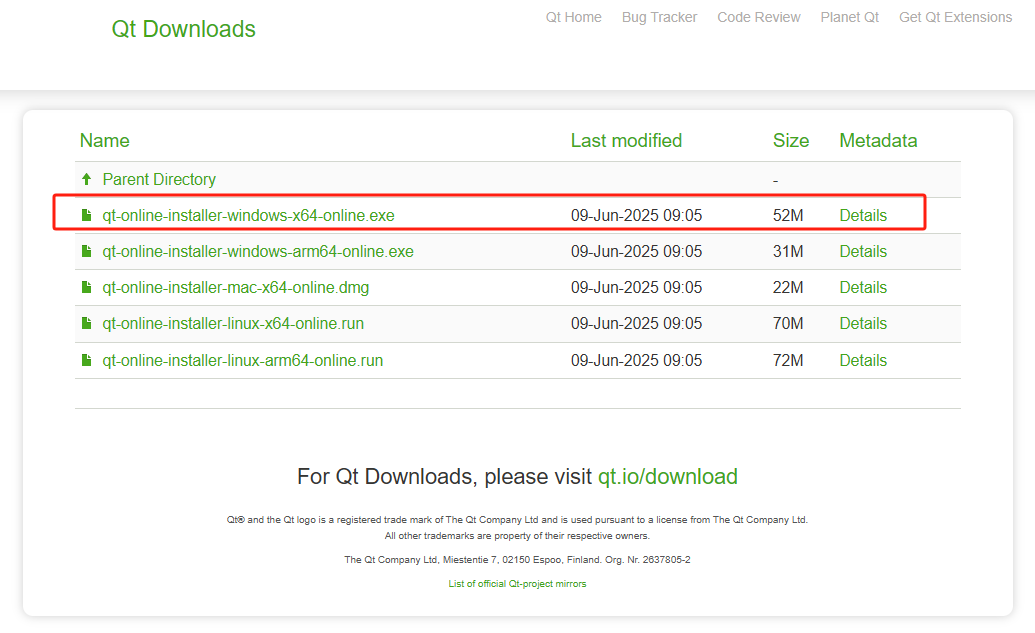 Qt Downloads
Qt Home Bug Tracker Code Review Planet Qt Get Qt Extensions
Name Last modified Size Metadata
Parent Directory -
qt-online-installer-windows-x64-online.exe 09-Jun-2025 09:05 52M Details
qt-online-installer-windows-arm64-online.exe 09-Jun-2025 09:05 31M Details
qt-online-installer-mac-x64-online.dmg 09-Jun-2025 09:05 22M Details
qt-online-installer-linux-x64-online.run 09-Jun-2025 09:05 70M Details
qt-online-installer-linux-arm64-online.run 09-Jun-2025 09:05 72M Details
For Qt Downloads, please visit qt.io/download
Qt® and the Qt logo is a registered trade mark of The Qt Company Ltd and is used pursuant to a license from The Qt Company Ltd.
All other trademarks are property of their respective owners.
The Qt Company Ltd, Miestentie 7, 02150 Espoo, Finland. Org. Nr. 2637805-2
List of official Qt-project mirrors